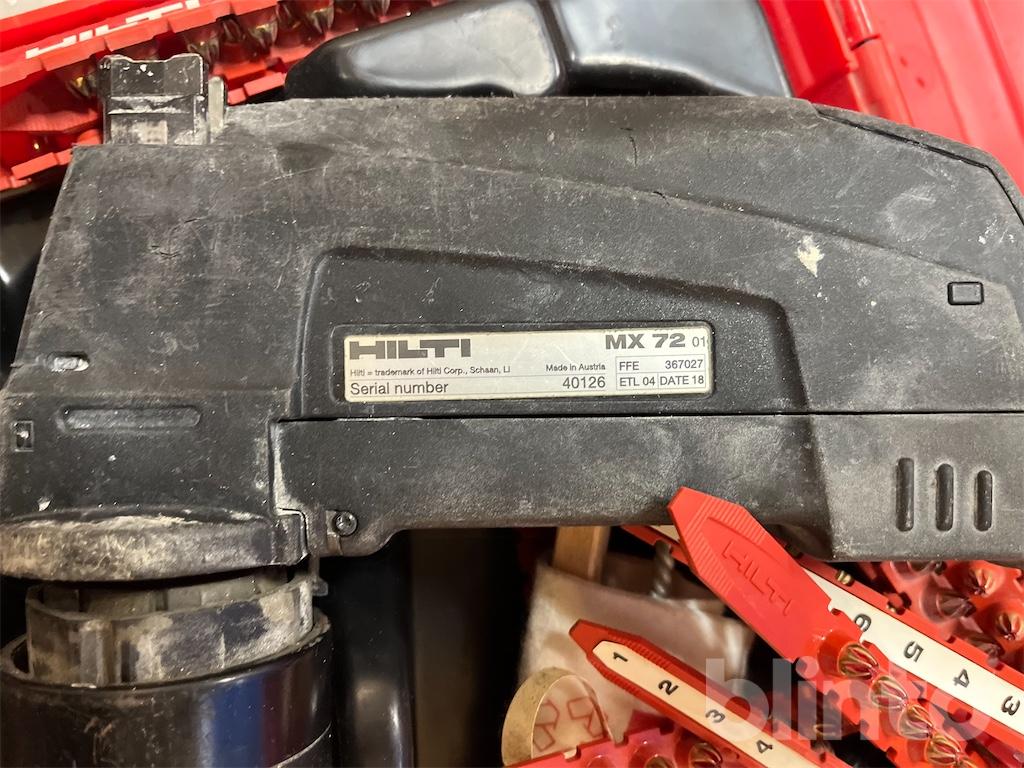 HILTI
HILTI MX 72 01
Hilti = trademark of Hilti Corp., Schaan, LI Made in Austria
Serial number 40126
FFE 367027
ETL 04 DATE 18
HILTI
6 5 4 3
1 2 3 4
blinto